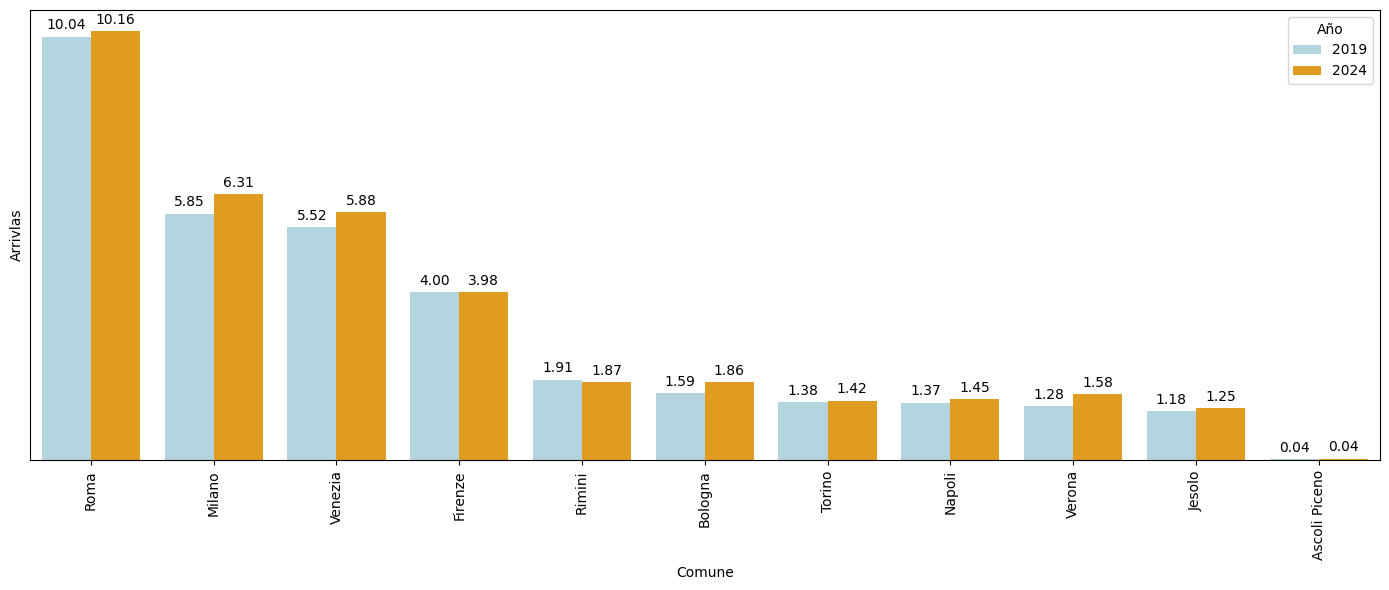 10.04 10.16
5.85 6.31
5.52 5.88
4.00 3.98
1.91 1.87
1.59 1.86
1.38 1.42
1.37 1.45
1.28 1.58
1.18 1.25
0.04 0.04
Año
2019
2024
Arrivlas
Roma
Milano
Venezia
Firenze
Rimini
Bologna
Torino
Napoli
Verona
Jesolo
Ascoli Piceno
Comune